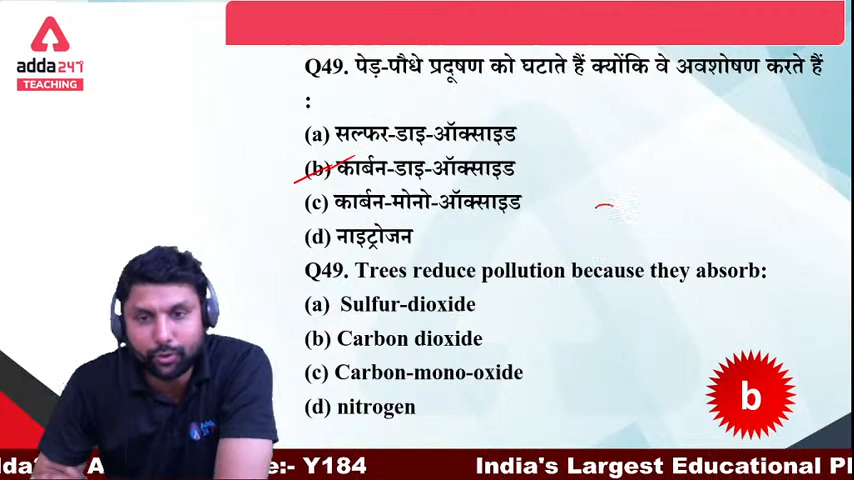 adda247
TEACHING
Q49. पेड़-पौधे प्रदूषण को घटाते हैं क्योंकि वे अवशोषण करते हैं
:
(a) सल्फर-डाइ-ऑक्साइड
(b) कार्बन-डाइ-ऑक्साइड
(c) कार्बन-मोनो-ऑक्साइड
(d) नाइट्रोजन
Q49. Trees reduce pollution because they absorb:
(a) Sulfur-dioxide
(b) Carbon dioxide
(c) Carbon-mono-oxide
(d) nitrogen
b
e:- Y184 India's Largest Educational Pl